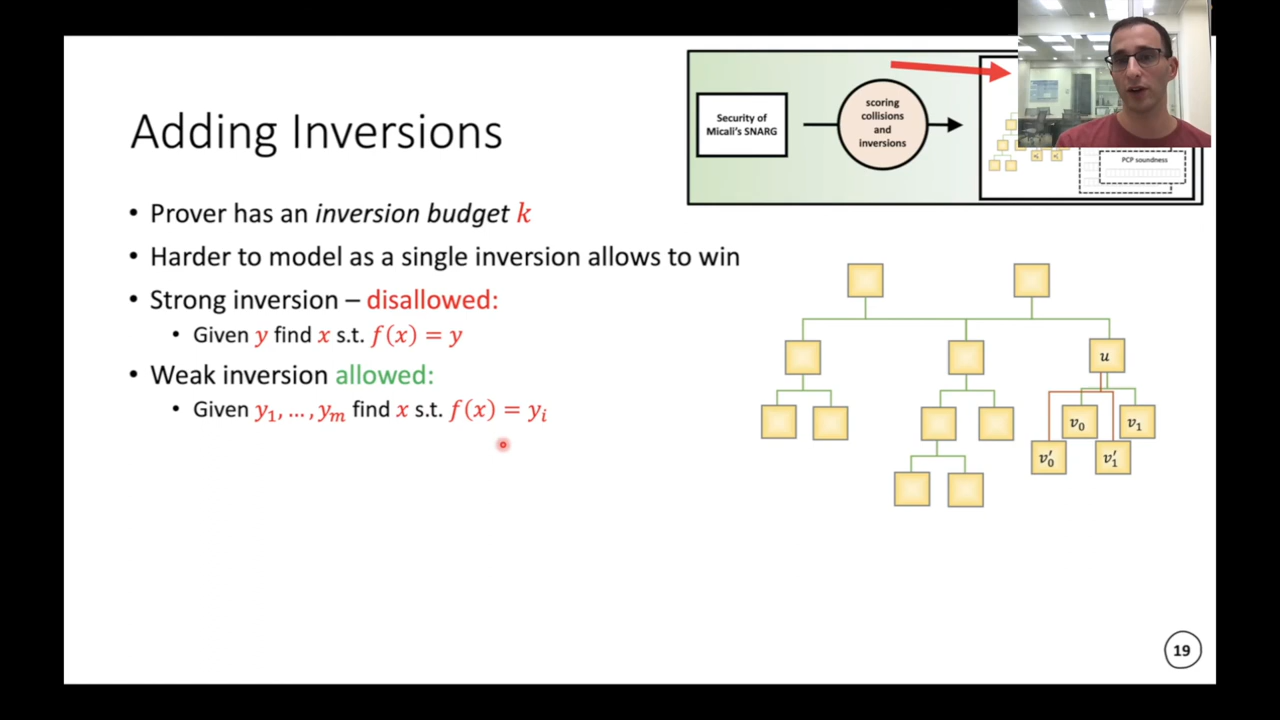 Adding Inversions
Security of
Micali's SNARG
scoring
collisions
and
inversions
PCP soundness
• Prover has an inversion budget k
• Harder to model as a single inversion allows to win
• Strong inversion – disallowed:
• Given y find x s.t. f(x) = y
• Weak inversion allowed:
• Given y₁, … , yₘ find x s.t. f(x) = yᵢ
u
v₀
v₁
v₀′
v₁′
19